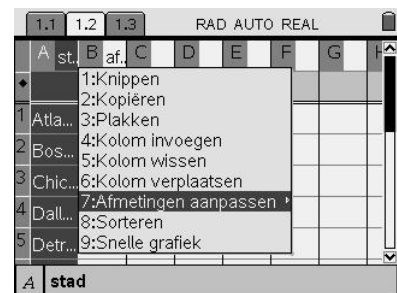 1.1 1.2 1.3 RAD AUTO REAL
A st. B af. C D E F G H
1:Knippen
2:Kopiëren
1 Atla... 3:Plakken
2 Bos... 4:Kolom invoegen
5:Kolom wissen
3 Chic... 6:Kolom verplaatsen
7:Afmetingen aanpassen
4 Dall... 8:Sorteren
5 Detr... 9:Snelle grafiek
A stad